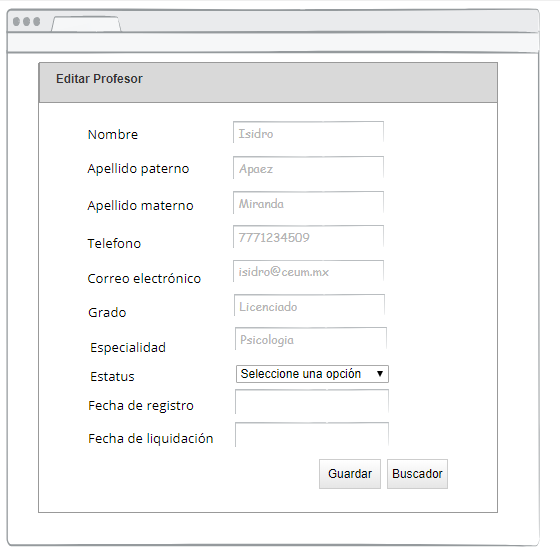 Editar Profesor
Nombre Isidro
Apellido paterno Apaez
Apellido materno Miranda
Telefono 7771234509
Correo electrónico isidro@ceum.mx
Grado Licenciado
Especialidad Psicologia
Estatus Seleccione una opción
Fecha de registro
Fecha de liquidación
Guardar Buscador